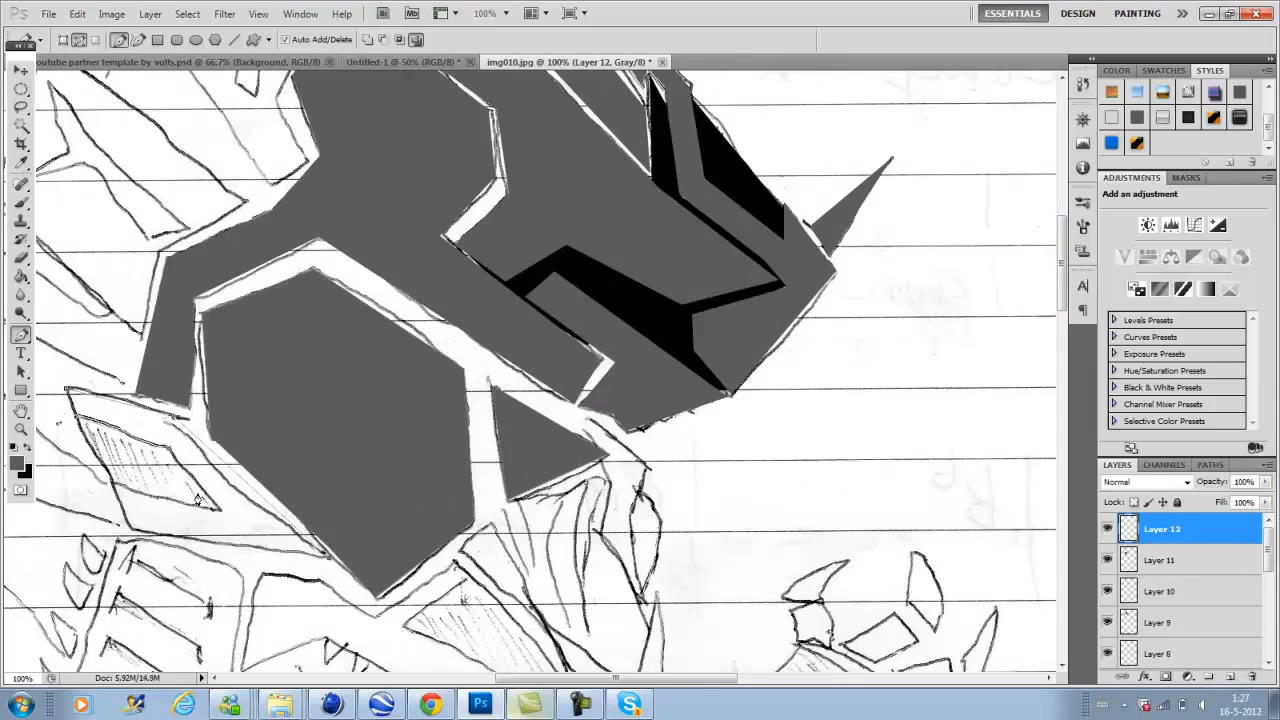 Ps File Edit Image Layer Select Filter View Window Help Br Mb 100% ESSENTIALS DESIGN PAINTING
Auto Add/Delete
outube partner template by volts.psd @ 66.7% (Background, RGB/8) Untitled-1 @ 50% (RGB/8) * img010.jpg @ 100% (Layer 12, Gray/8) *
COLOR SWATCHES STYLES
ADJUSTMENTS MASKS
Add an adjustment
Levels Presets
Curves Presets
Exposure Presets
Hue/Saturation Presets
Black & White Presets
Channel Mixer Presets
Selective Color Presets
LAYERS CHANNELS PATHS
Normal Opacity: 100%
Lock: Fill: 100%
Layer 12
Layer 11
Layer 10
Layer 9
Layer 8
100% Doc: 5,92M/14,9M
Ps
1:27
16-5-2012